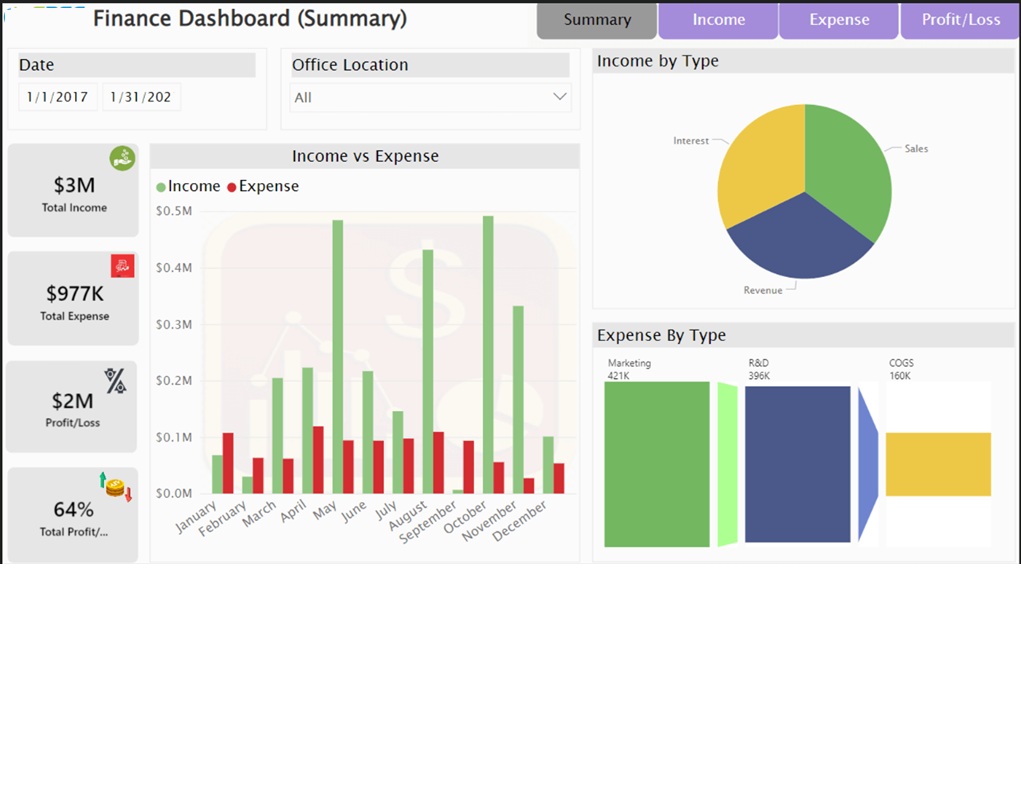 Finance Dashboard (Summary)
Summary
Income
Expense
Profit/Loss
Date
1/1/2017
1/31/202
Office Location
All
$3M
Total Income
$977K
Total Expense
$2M
Profit/Loss
64%
Total Profit/...
Income vs Expense
Income
Expense
$0.5M
$0.4M
$0.3M
$0.2M
$0.1M
$0.0M
January
February
March
April
May
June
July
August
September
October
November
December
Income by Type
Interest
Sales
Revenue
Expense By Type
Marketing
421K
R&D
396K
COGS
160K